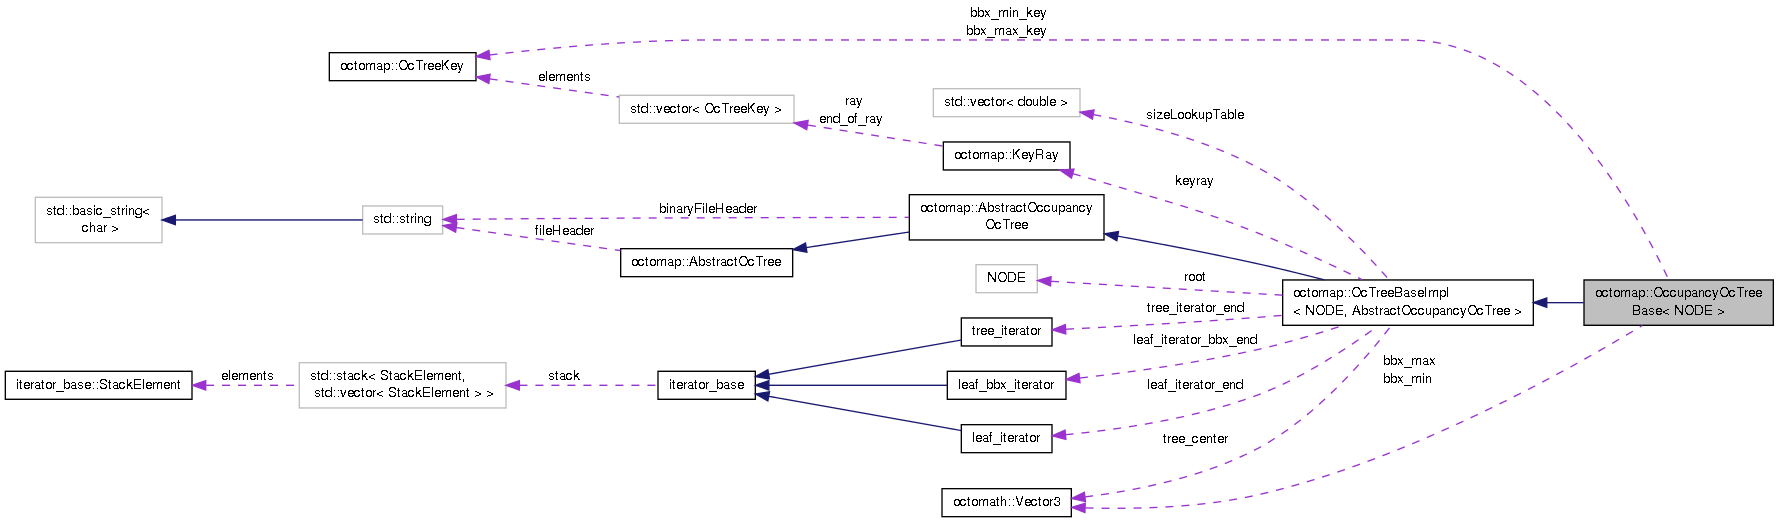 bbx_min_key
bbx_max_key
octomap::OcTreeKey
elements
std::vector< OcTreeKey >
std::vector< double >
ray
end_of_ray
sizeLookupTable
octomap::KeyRay
keyray
std::basic_string<
char >
std::string
binaryFileHeader
octomap::AbstractOccupancy
OcTree
fileHeader
octomap::AbstractOcTree
NODE
root
octomap::OcTreeBaseImpl
< NODE, AbstractOccupancyOcTree >
octomap::OccupancyOcTree
Base< NODE >
tree_iterator_end
tree_iterator
leaf_iterator_bbx_end
bbx_max
bbx_min
iterator_base::StackElement
elements
std::stack< StackElement,
std::vector< StackElement > >
stack
iterator_base
leaf_bbx_iterator
leaf_iterator_end
leaf_iterator
tree_center
octomath::Vector3